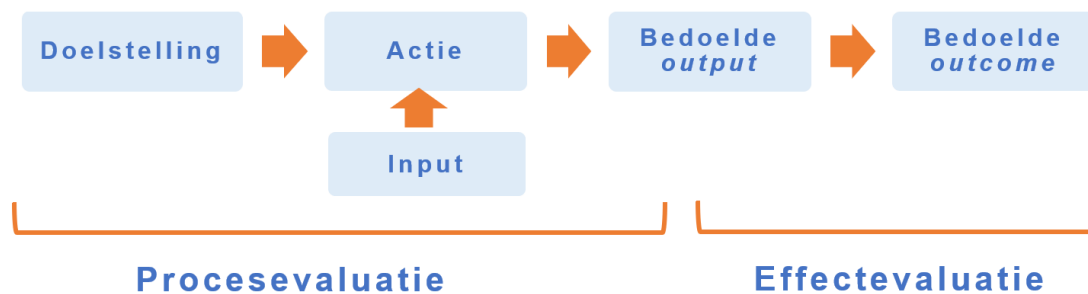 Doelstelling
Actie
Bedoelde
output
Bedoelde
outcome
Input
Procesevaluatie
Effectevaluatie